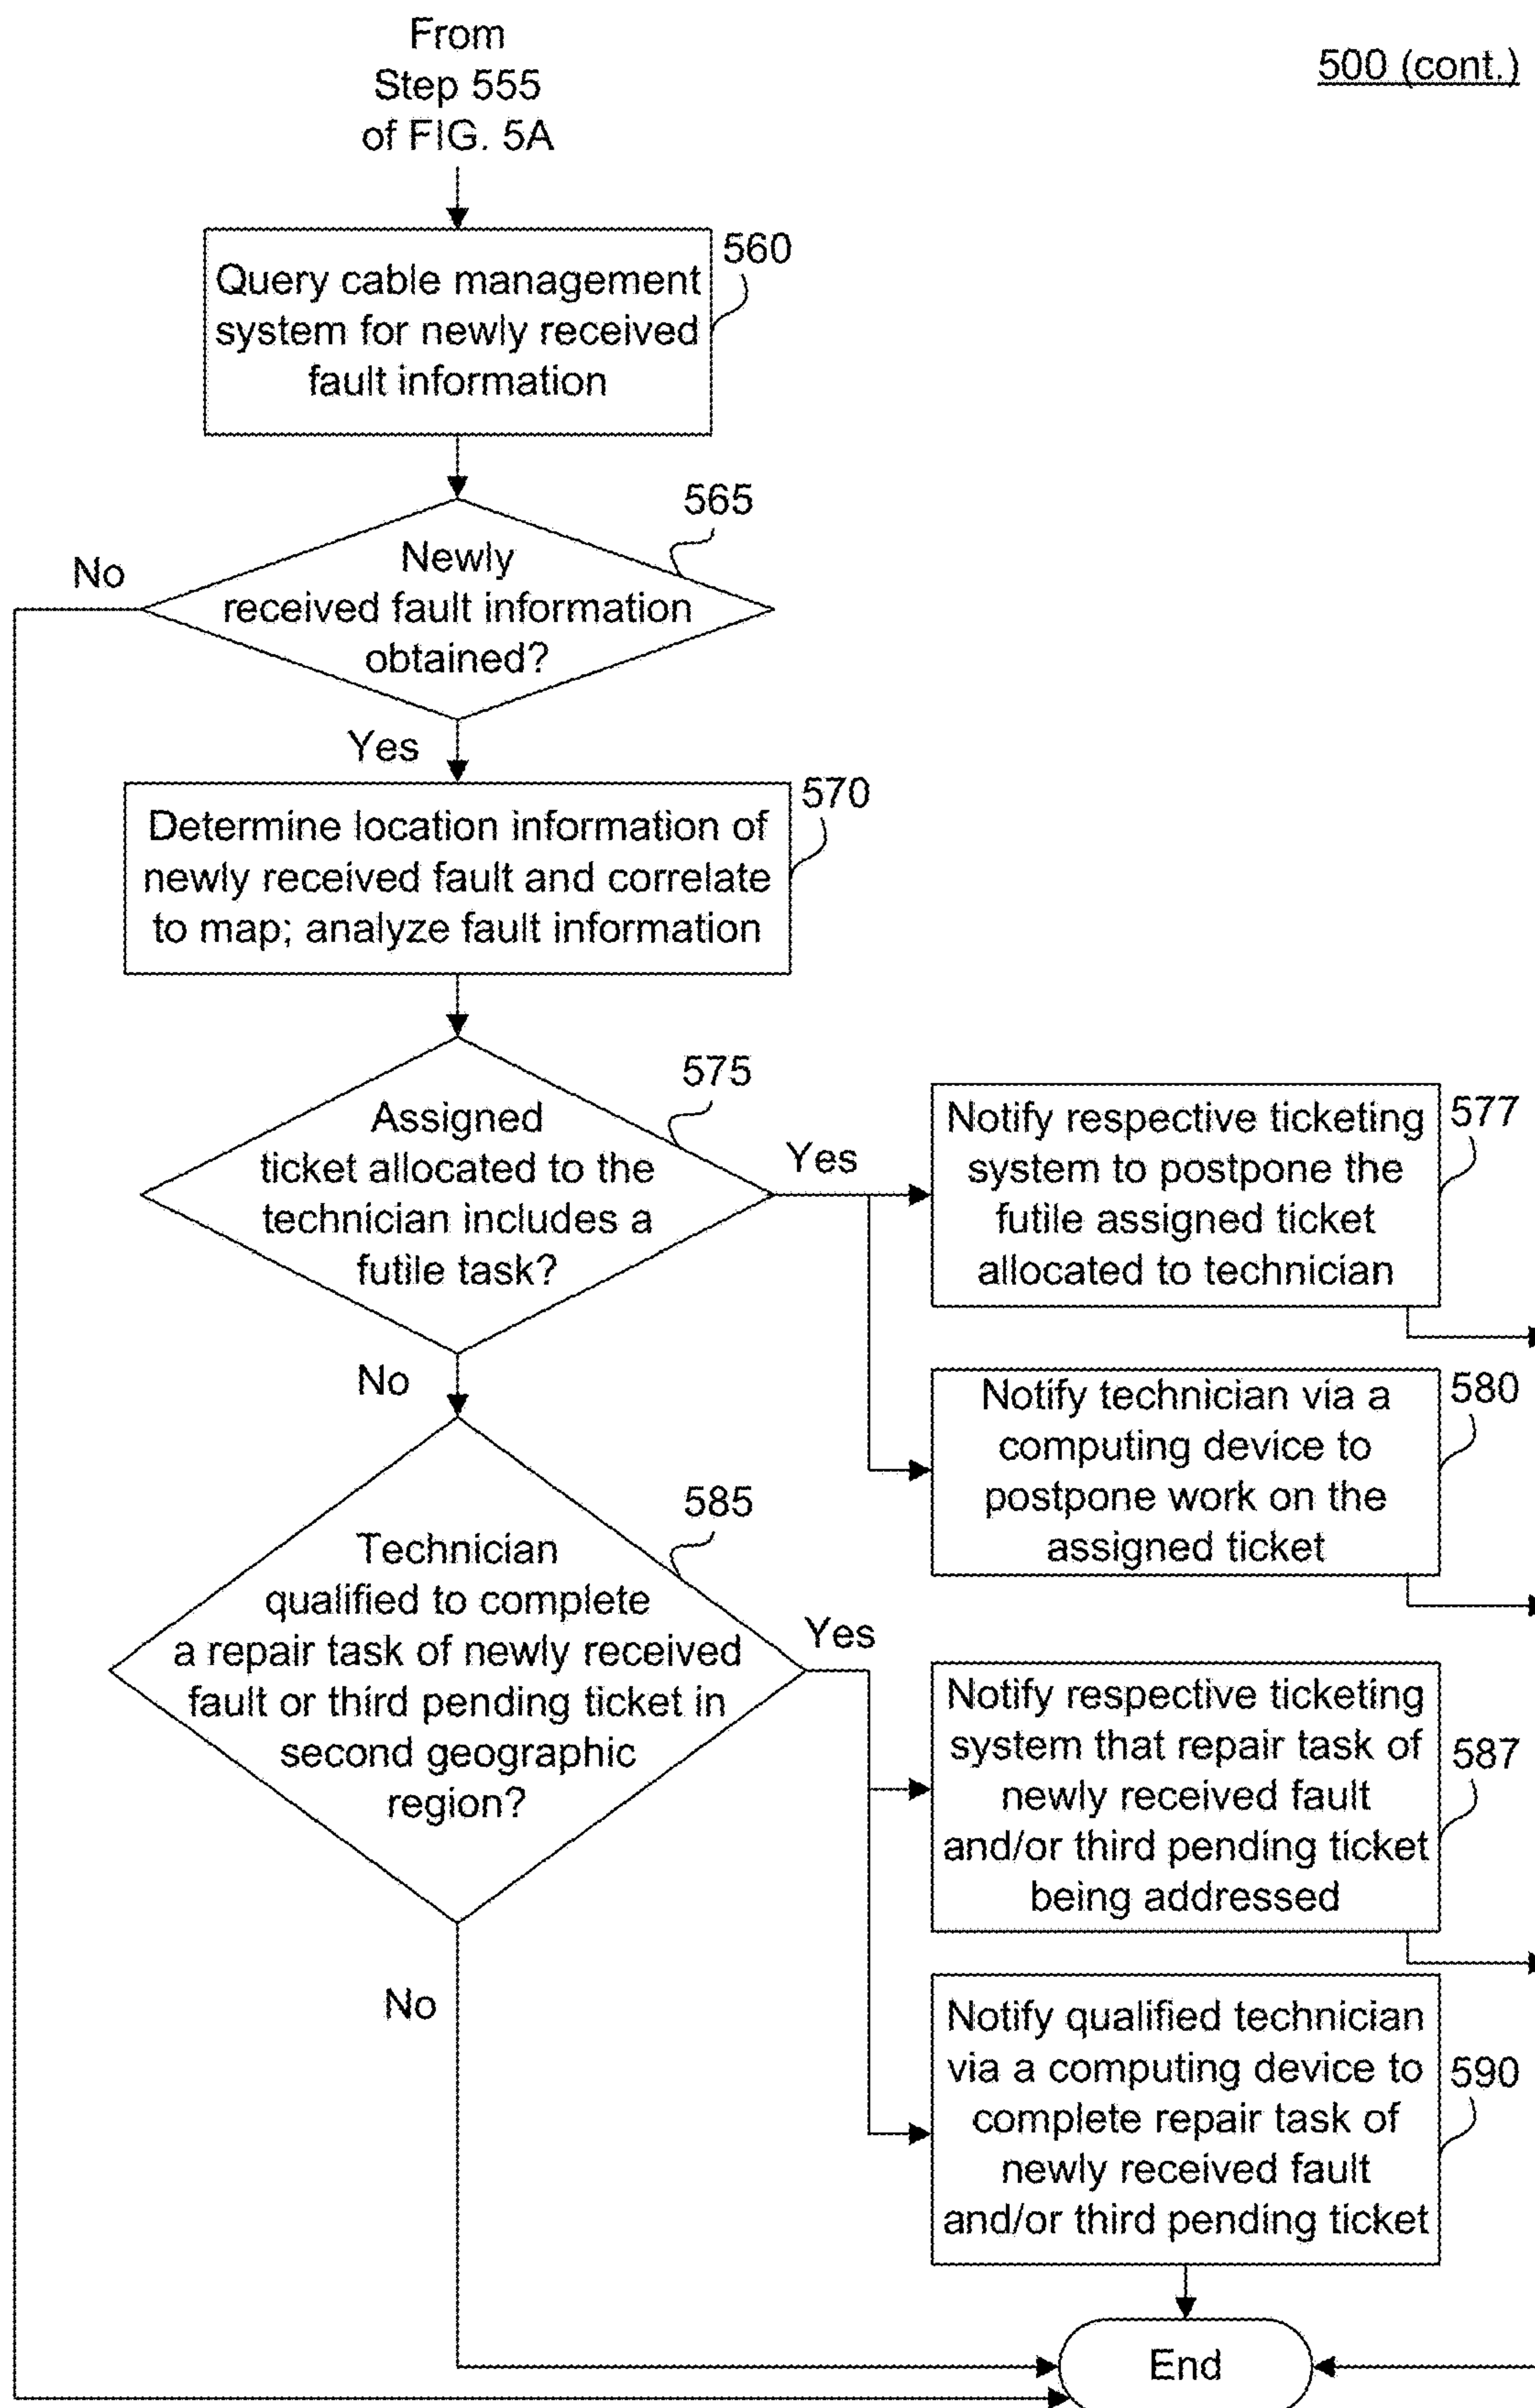 From
Step 555
of FIG. 5A
500 (cont.)
Query cable management
system for newly received
fault information
560
565
Newly
received fault information
obtained?
No
Yes
570
Determine location information of
newly received fault and correlate
to map; analyze fault information
575
Assigned
ticket allocated to the
technician includes a
futile task?
Yes
Notify respective ticketing
system to postpone the
futile assigned ticket
allocated to technician
577
No
Notify technician via a
computing device to
postpone work on the
assigned ticket
580
585
Technician
qualified to complete
a repair task of newly received
fault or third pending ticket in
second geographic
region?
Yes
Notify respective ticketing
system that repair task of
newly received fault
and/or third pending ticket
being addressed
587
No
Notify qualified technician
via a computing device to
complete repair task of
newly received fault
and/or third pending ticket
590
End